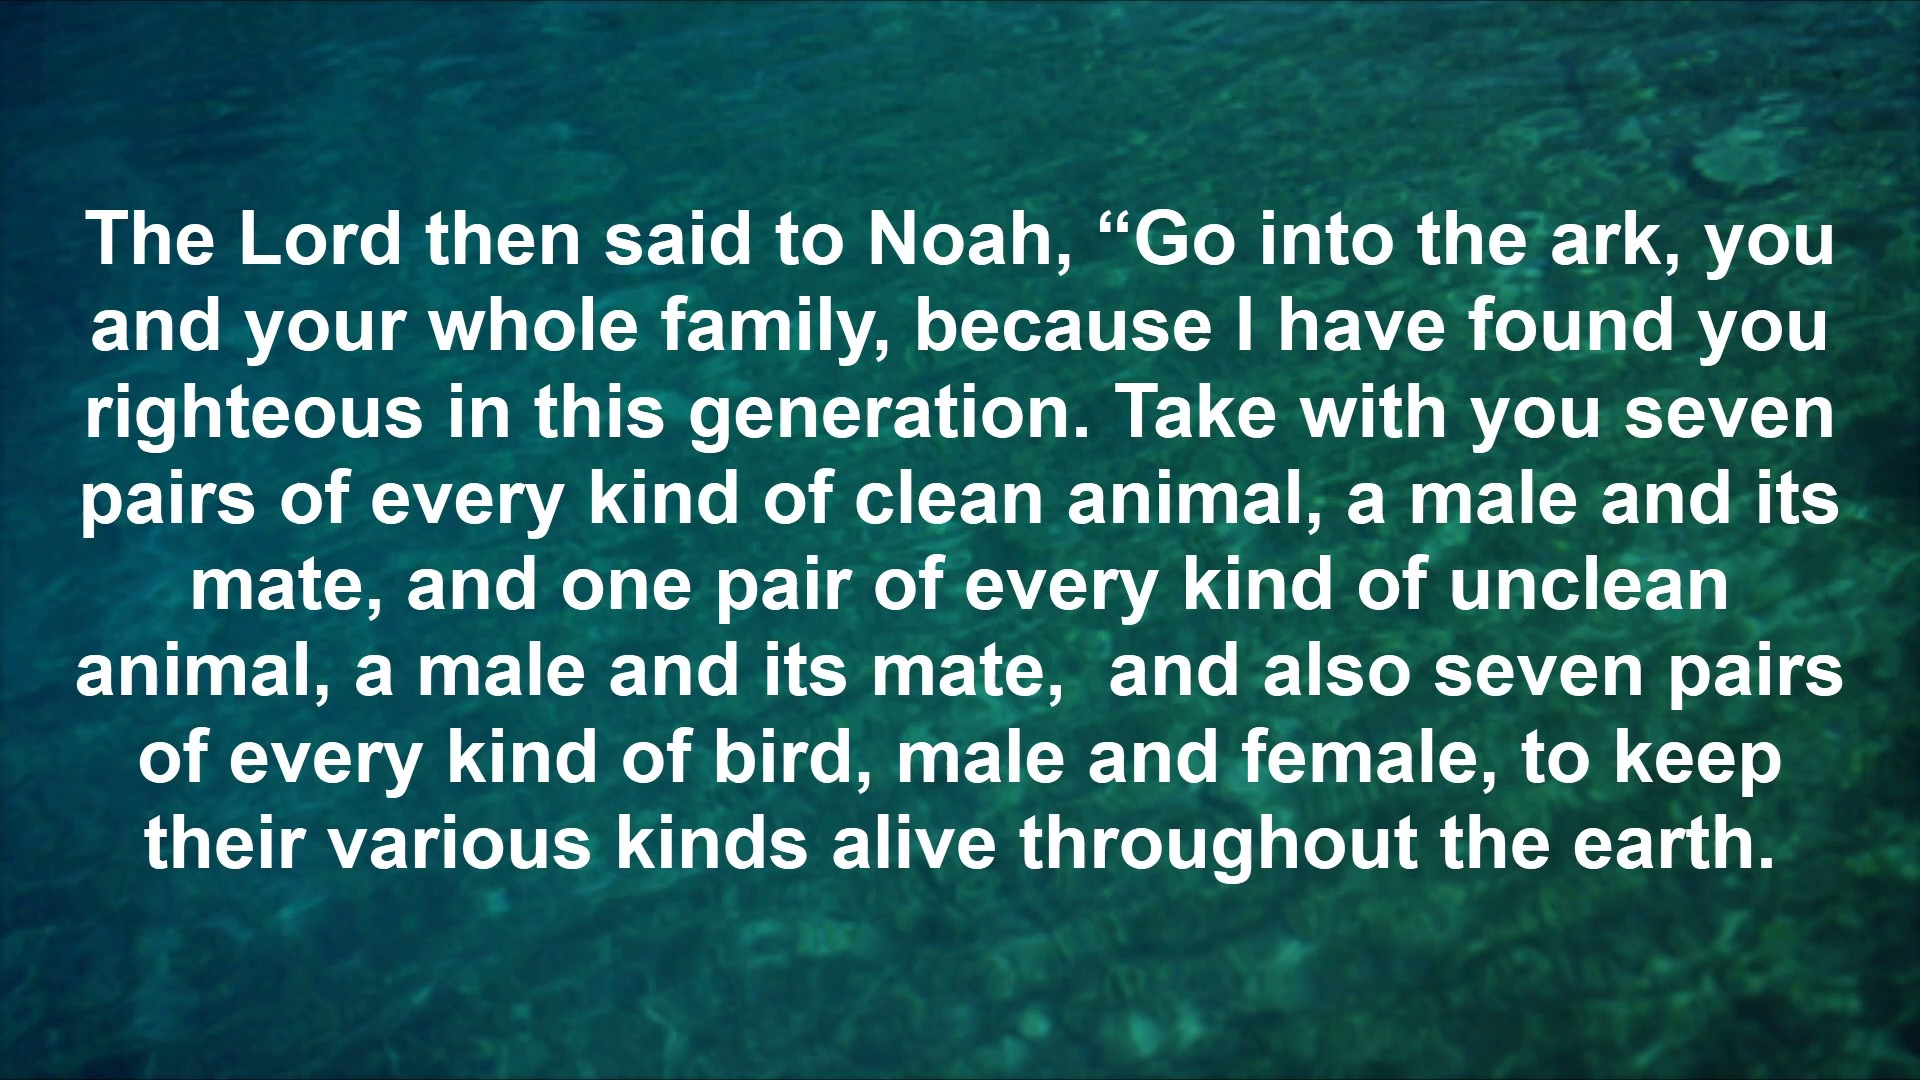 The Lord then said to Noah, “Go into the ark, you
and your whole family, because I have found you
righteous in this generation. Take with you seven
pairs of every kind of clean animal, a male and its
mate, and one pair of every kind of unclean
animal, a male and its mate,  and also seven pairs
of every kind of bird, male and female, to keep
their various kinds alive throughout the earth.